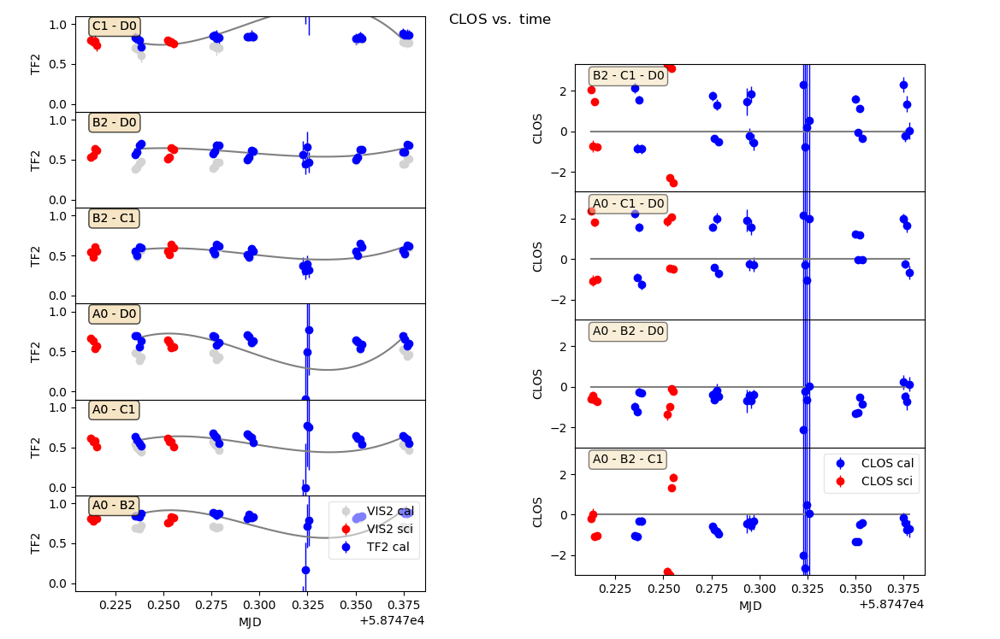 CLOS vs. time
C1 - D0
1.0
0.5
0.0
TF2
B2 - D0
1.0
0.5
0.0
TF2
B2 - C1
1.0
0.5
0.0
TF2
A0 - D0
1.0
0.5
0.0
TF2
A0 - C1
1.0
0.5
0.0
TF2
A0 - B2
1.0
0.5
0.0
TF2
VIS2 cal
VIS2 sci
TF2 cal
0.225 0.250 0.275 0.300 0.325 0.350 0.375
+5.8747e4
MJD
B2 - C1 - D0
2
0
−2
CLOS
A0 - C1 - D0
2
0
−2
CLOS
A0 - B2 - D0
2
0
−2
CLOS
A0 - B2 - C1
2
0
−2
CLOS
CLOS cal
CLOS sci
0.225 0.250 0.275 0.300 0.325 0.350 0.375
+5.8747e4
MJD